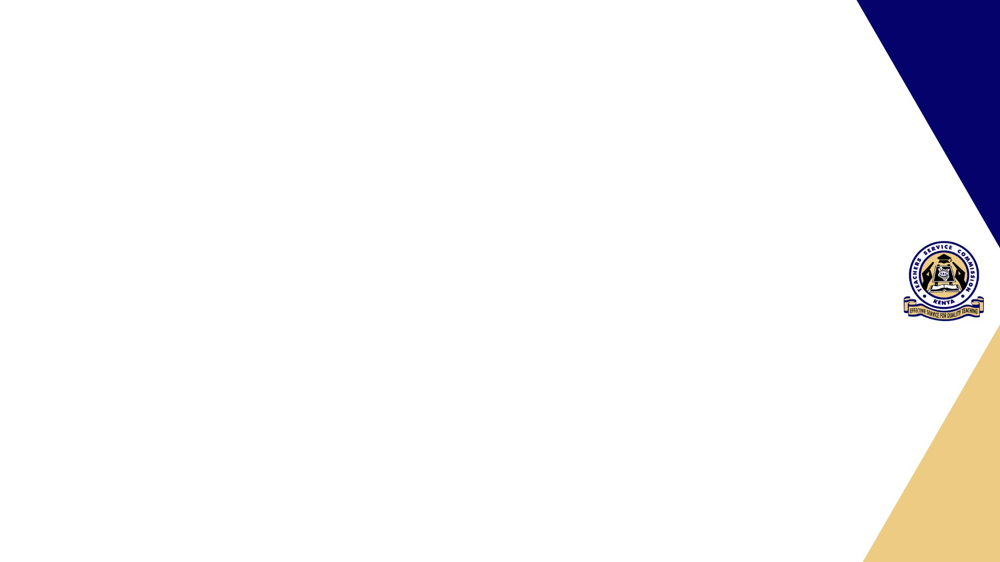 TEACHERS SERVICE COMMISSION
TSC
KENYA
EFFECTIVE SERVICE FOR QUALITY TEACHING